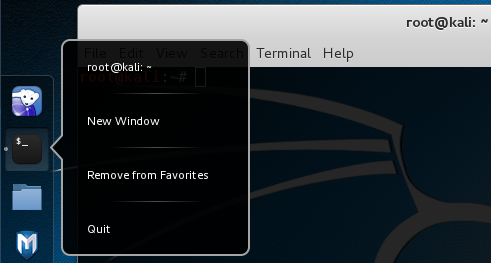 root@kali: ~
File Edit View Search Terminal Help
root@kali:~#
root@kali: ~
New Window
Remove from Favorites
Quit
$_